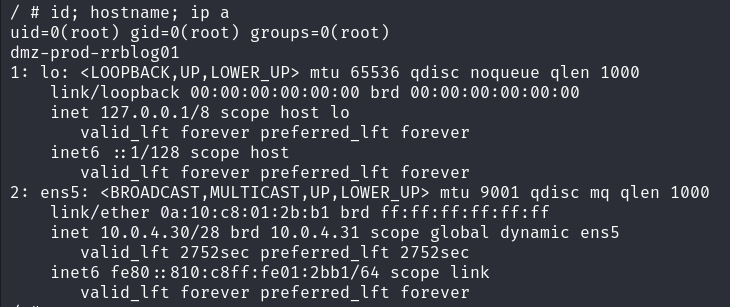 / # id; hostname; ip a
uid=0(root) gid=0(root) groups=0(root)
dmz-prod-rrblog01
1: lo: <LOOPBACK,UP,LOWER_UP> mtu 65536 qdisc noqueue qlen 1000
    link/loopback 00:00:00:00:00:00 brd 00:00:00:00:00:00
    inet 127.0.0.1/8 scope host lo
       valid_lft forever preferred_lft forever
    inet6 ::1/128 scope host
       valid_lft forever preferred_lft forever
2: ens5: <BROADCAST,MULTICAST,UP,LOWER_UP> mtu 9001 qdisc mq qlen 1000
    link/ether 0a:10:c8:01:2b:b1 brd ff:ff:ff:ff:ff:ff
    inet 10.0.4.30/28 brd 10.0.4.31 scope global dynamic ens5
       valid_lft 2752sec preferred_lft 2752sec
    inet6 fe80::810:c8ff:fe01:2bb1/64 scope link
       valid_lft forever preferred_lft forever
/ #